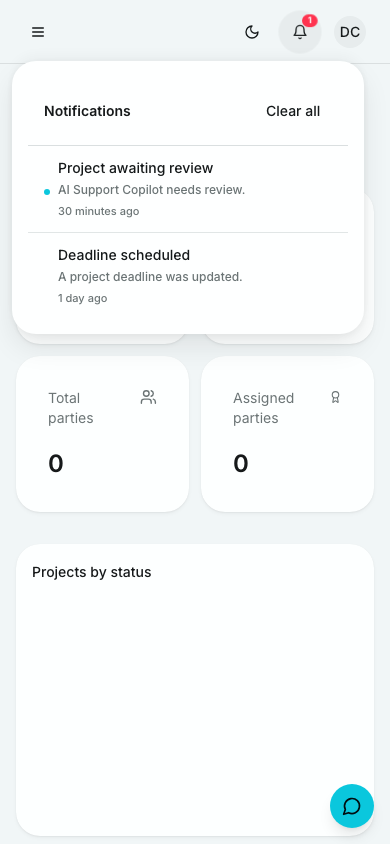 1
DC
Notifications
Clear all
Project awaiting review
AI Support Copilot needs review.
30 minutes ago
Deadline scheduled
A project deadline was updated.
1 day ago
Total
parties
0
Assigned
parties
0
Projects by status